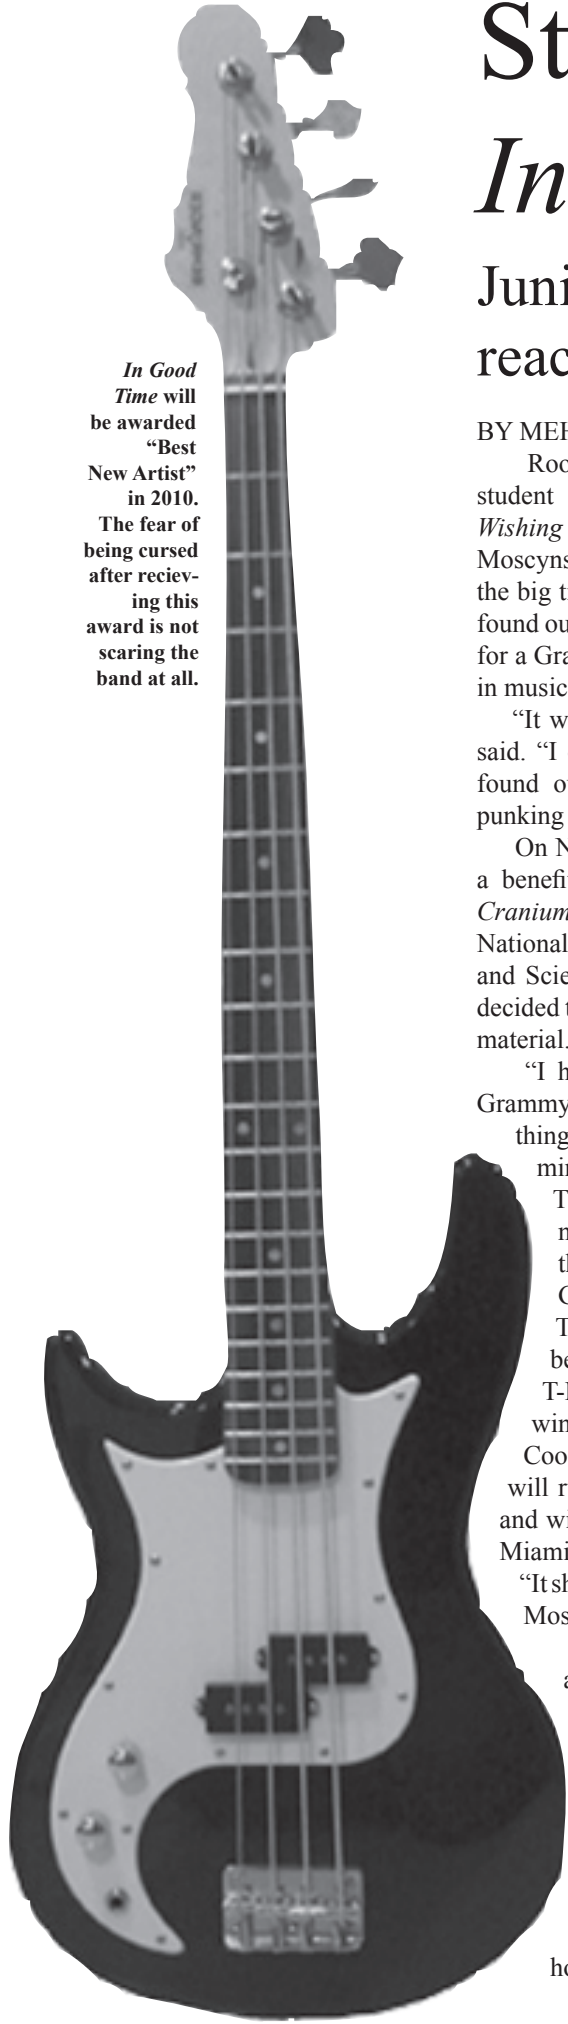 St
In
Juni
reac
In Good
Time will
be awarded
“Best
New Artist”
in 2010.
The fear of
being cursed
after reciev-
ing this
award is not
scaring the
band at all.
BY MEH
Roo
student
Wishing
Moscyns
the big ti
found ou
for a Gra
in music
“It w
said. “I
found ou
punking
On N
a benefi
Cranium
National
and Scie
decided t
material.
“I h
Grammy
thing
min
T
n
th
C
T
be
T-
win
Coo
will r
and wi
Miami
“It sh
Mos
a
ho